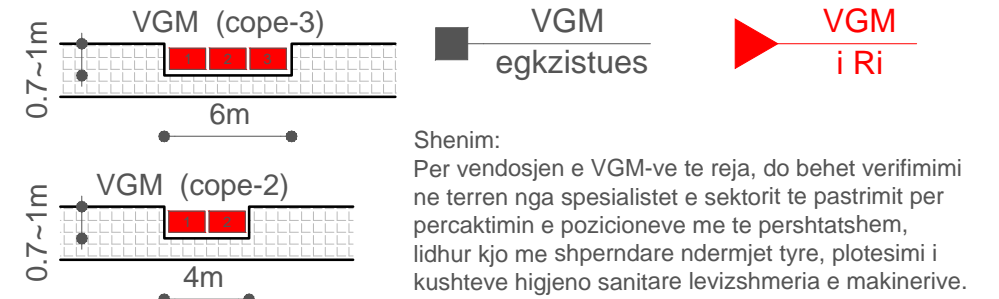 VGM (cope-3)
0.7~1m
1 2 3
6m
VGM (cope-2)
0.7~1m
1 2
4m
VGM
egkzistues
VGM
i Ri
Shenim:
Per vendosjen e VGM-ve te reja, do behet verifimimi
ne terren nga spesialistet e sektorit te pastrimit per
percaktimin e pozicioneve me te pershtatshem,
lidhur kjo me shperndare ndermjet tyre, plotesimi i
kushteve higjeno sanitare levizshmeria e makinerive.